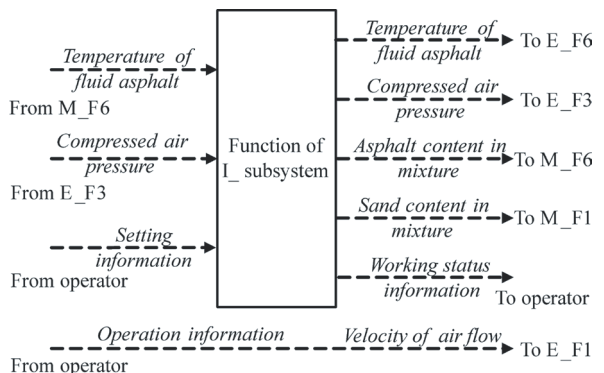 Temperature of
fluid asphalt
From M_F6
Compressed air
pressure
From E_F3
Setting
information
From operator
Function of
I_ subsystem
Temperature of
fluid asphalt
To E_F6
Compressed air
pressure
To E_F3
Asphalt content in
mixture
To M_F6
Sand content in
mixture
To M_F1
Working status
information
To operator
Operation information
Velocity of air flow
To E_F1
From operator